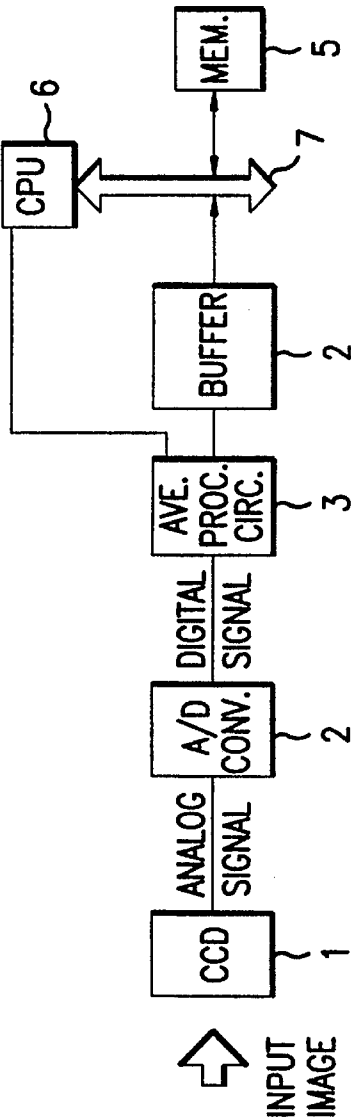 INPUT
IMAGE
CCD
1
ANALOG
SIGNAL
A/D
CONV.
2
DIGITAL
SIGNAL
AVE.
PROC.
CIRC.
3
BUFFER
2
CPU
6
7
MEM.
5